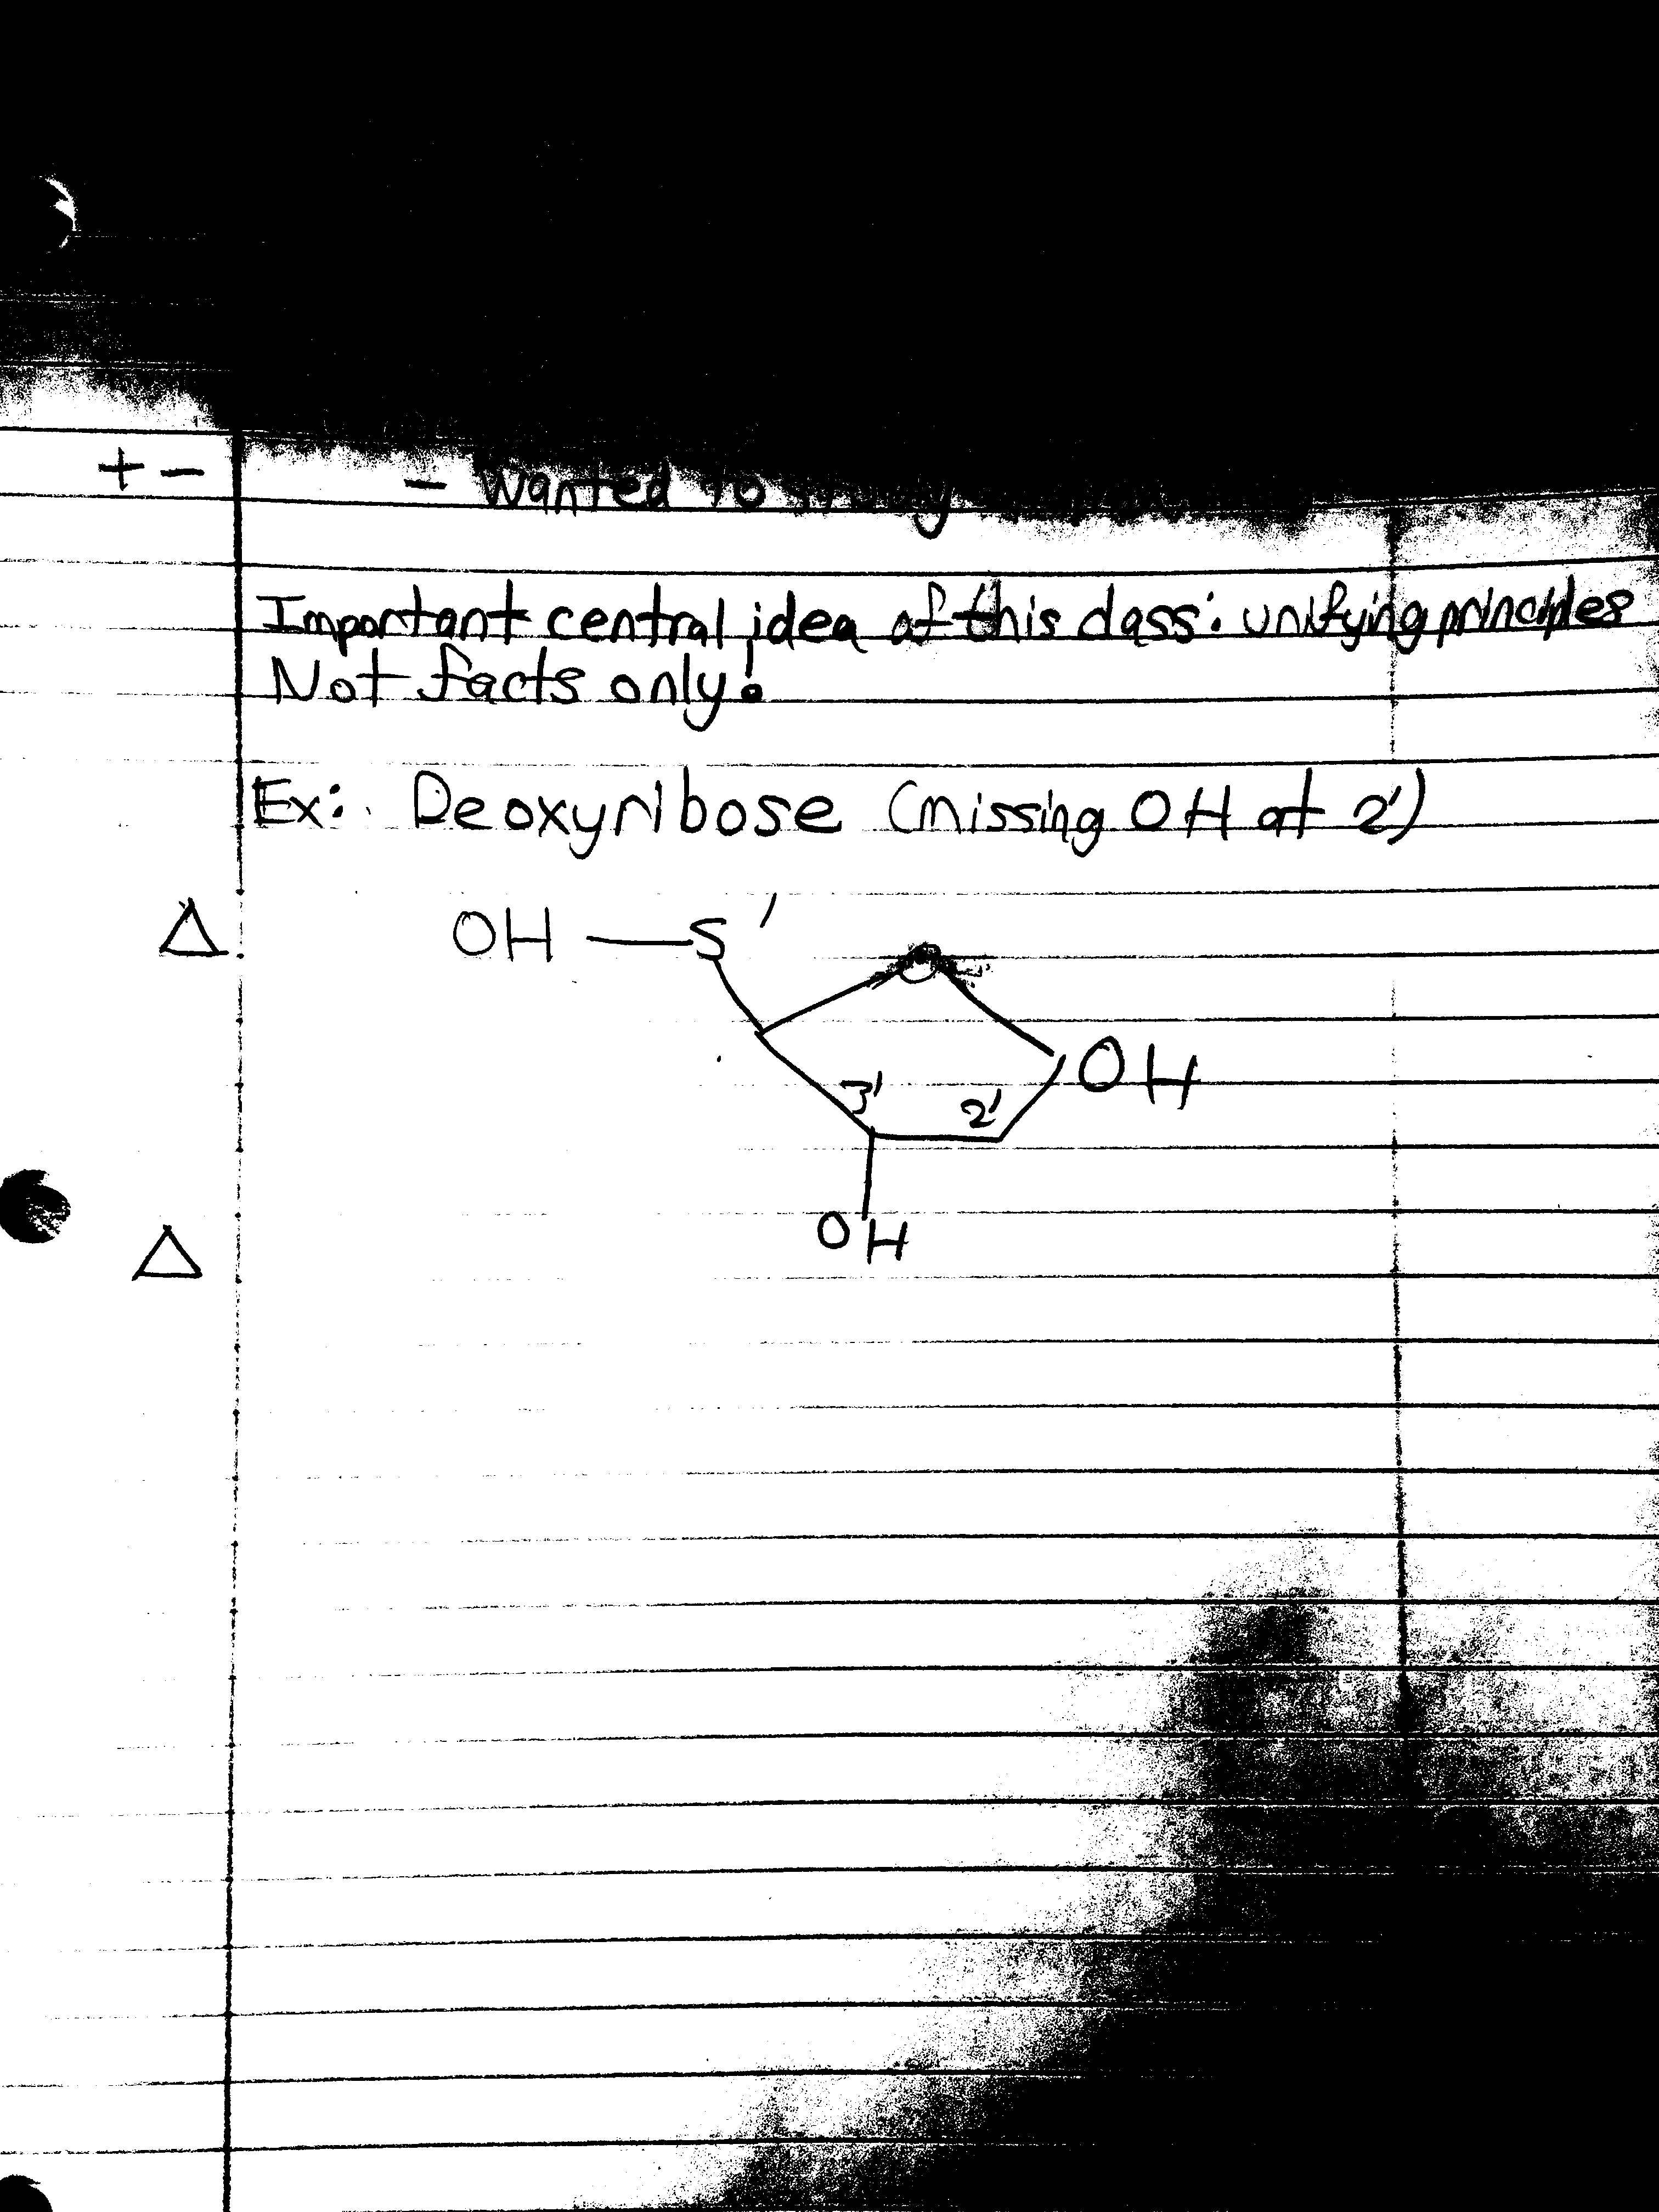 + -
- wanted to study
Important central idea of this class: unifying principles
Not facts only!
Ex: Deoxyribose (missing OH at 2')
Δ
OH — 5'
O
OH
3' 2'
OH
Δ